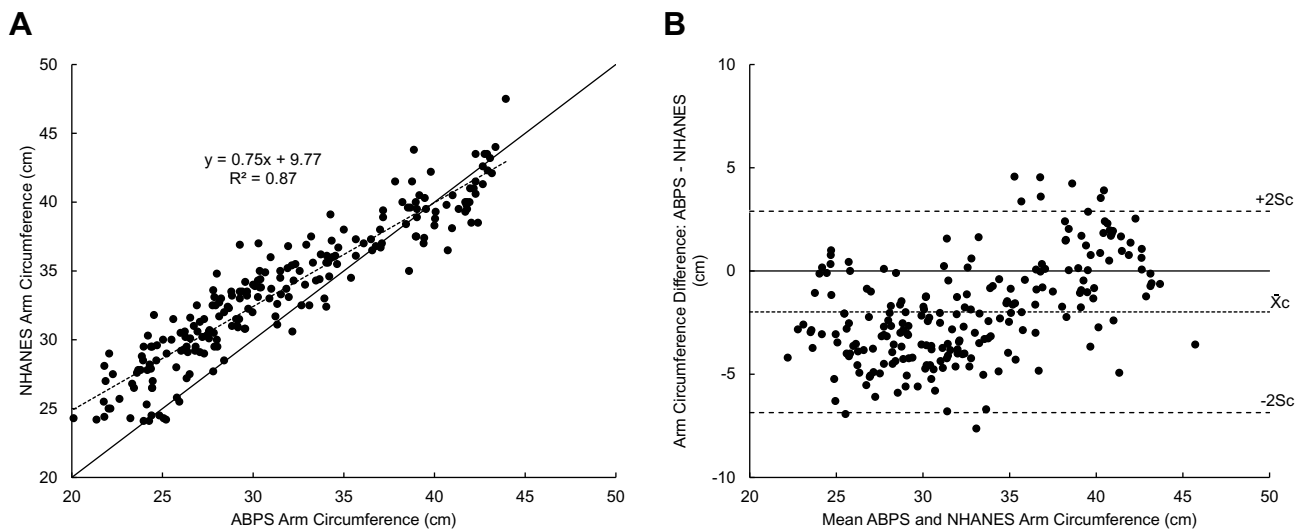 A
50
45
40
35
30
25
20
20
25
30
35
40
45
50
NHANES Arm Circumference (cm)
ABPS Arm Circumference (cm)
y = 0.75x + 9.77
R² = 0.87
B
10
5
0
-5
-10
20
25
30
35
40
45
50
Arm Circumference Difference: ABPS - NHANES
(cm)
Mean ABPS and NHANES Arm Circumference (cm)
+2Sc
X̄c
-2Sc